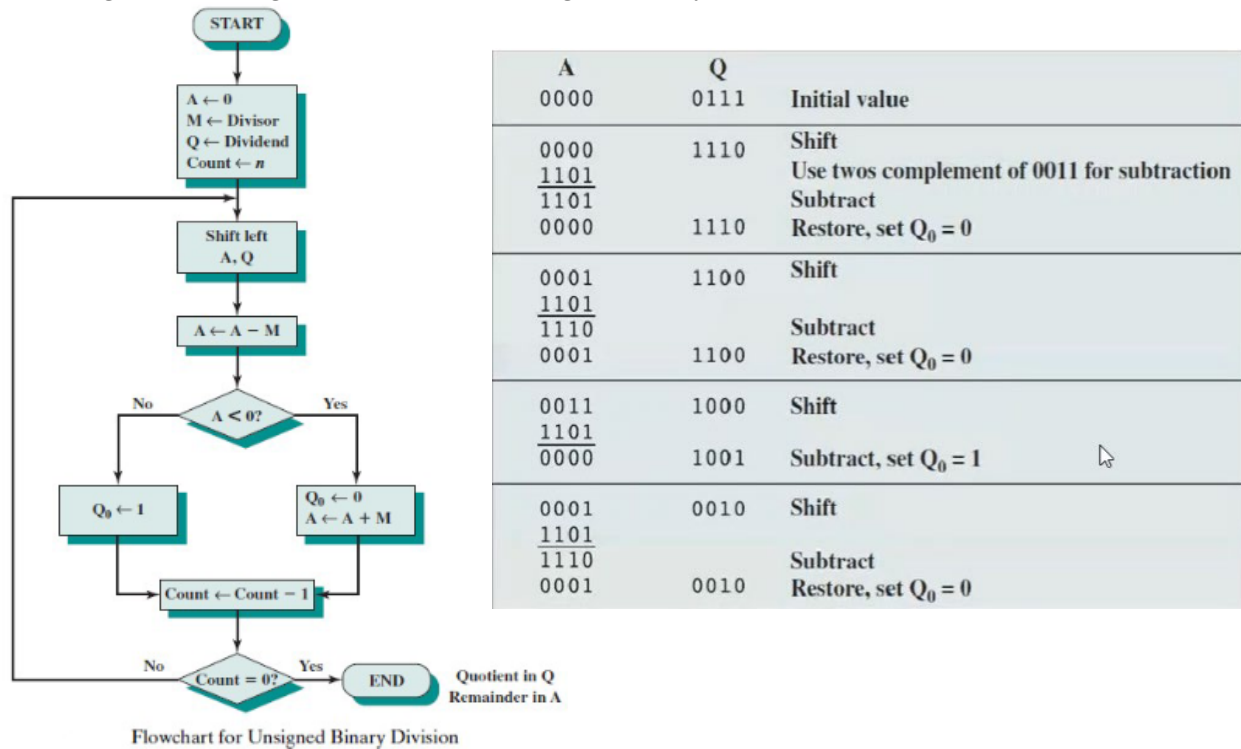 START
A ← 0
M ← Divisor
Q ← Dividend
Count ← n
Shift left
A, Q
A ← A − M
No
A < 0?
Yes
Q₀ ← 1
Q₀ ← 0
A ← A + M
Count ← Count − 1
No
Count = 0?
Yes
END
Quotient in Q
Remainder in A
Flowchart for Unsigned Binary Division
A Q
0000 0111 Initial value
0000 1110 Shift
1101 Use twos complement of 0011 for subtraction
1101 Subtract
0000 1110 Restore, set Q₀ = 0
0001 1100 Shift
1101
1110 Subtract
0001 1100 Restore, set Q₀ = 0
0011 1000 Shift
1101
0000 1001 Subtract, set Q₀ = 1
0001 0010 Shift
1101
1110 Subtract
0001 0010 Restore, set Q₀ = 0